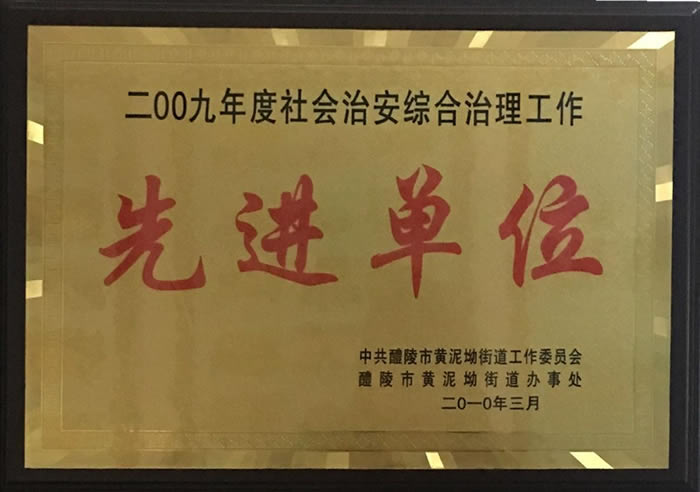 二00九年度社会治安综合治理工作
先进单位
中共醴陵市黄泥坳街道工作委员会
醴陵市黄泥坳街道办事处
二0一0年三月